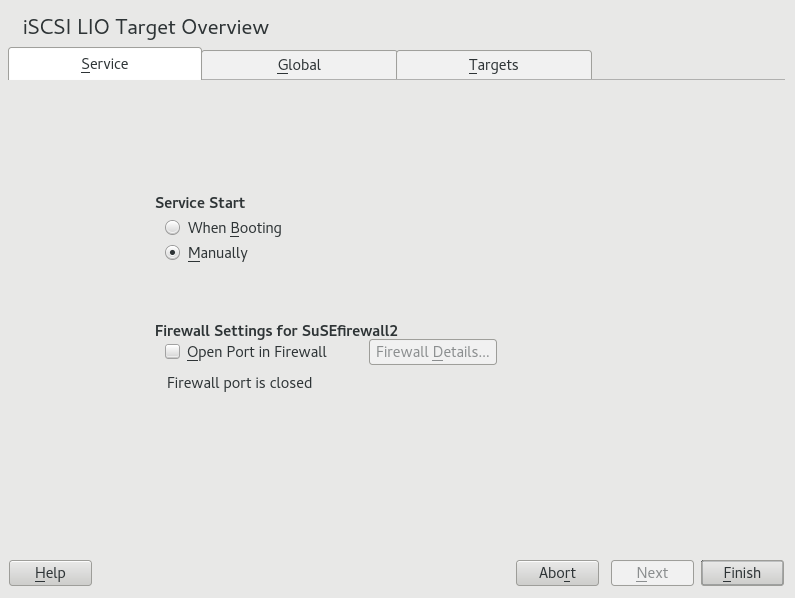 iSCSI LIO Target Overview
Service Global Targets
Service Start
When Booting
Manually
Firewall Settings for SuSEfirewall2
Open Port in Firewall Firewall Details...
Firewall port is closed
Help Abort Next Finish